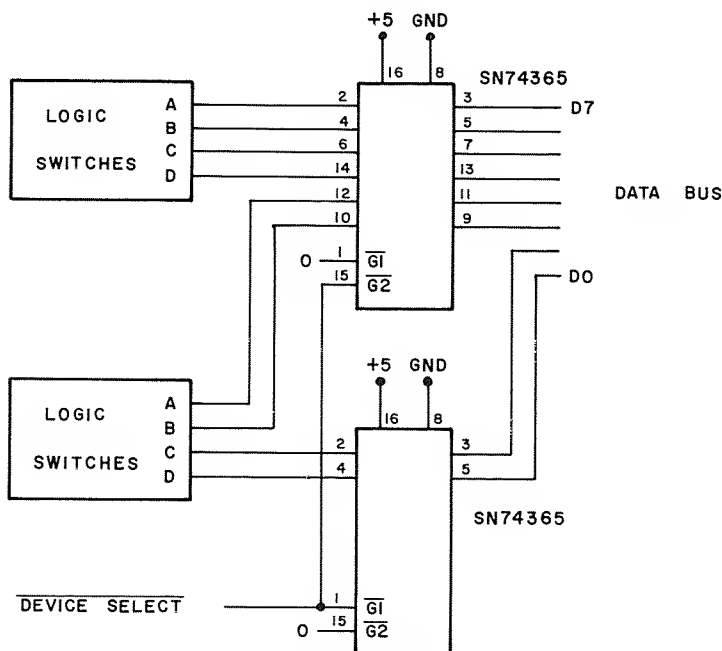 +5 GND
16 8 SN74365
LOGIC SWITCHES
A 2 3 D7
B 4 5
C 6 7
D 14 13
12 11 DATA BUS
10 9
0 1 G1
15 G2
D0
+5 GND
16 8
LOGIC SWITCHES
A
B
C 2 3
D 4 5
SN74365
DEVICE SELECT 1 G1
0 15 G2